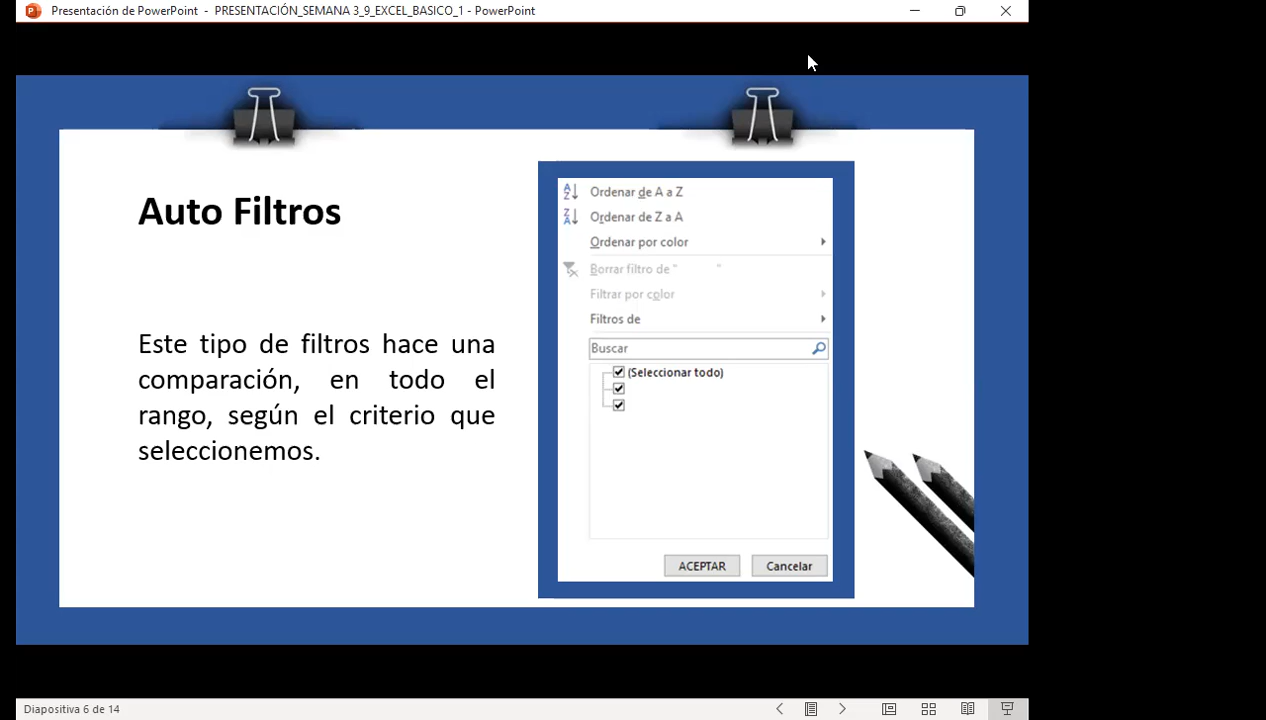 Presentación de PowerPoint - PRESENTACIÓN_SEMANA 3_9_EXCEL_BASICO_1 - PowerPoint
Auto Filtros
Este tipo de filtros hace una
comparación, en todo el
rango, según el criterio que
seleccionemos.
Ordenar de A a Z
Ordenar de Z a A
Ordenar por color
Borrar filtro de " "
Filtrar por color
Filtros de
Buscar
(Seleccionar todo)
ACEPTAR Cancelar
Diapositiva 6 de 14